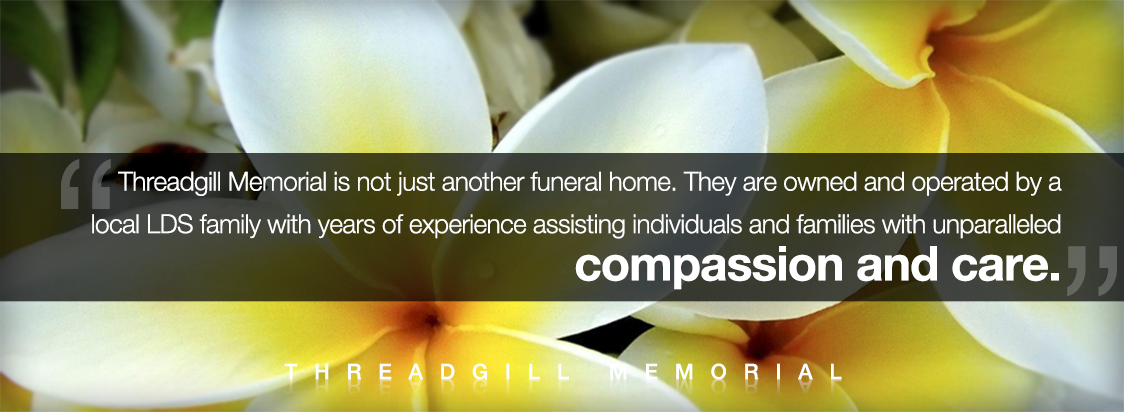 “Threadgill Memorial is not just another funeral home. They are owned and operated by a
local LDS family with years of experience assisting individuals and families with unparalleled
compassion and care.”
THREADGILL MEMORIAL